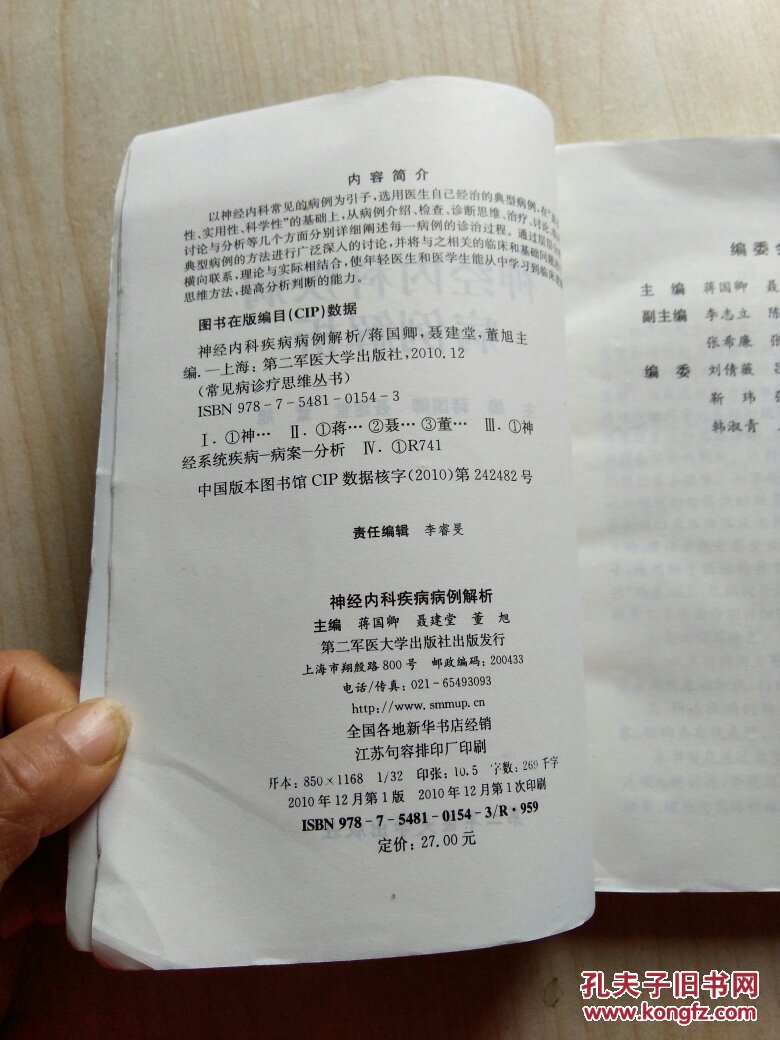 内容简介
以神经内科常见的病例为引子,选用医生自己经治的典型病例,在
性、实用性、科学性”的基础上,从病例介绍、检查、诊断思维、治疗、讨论、
讨论与分析等几个方面分别详细阐述每一病例的诊治过程。通过层层
典型病例的方法进行广泛深入的讨论,并将与之相关的临床和基础问题
横向联系,理论与实际相结合,使年轻医生和医学生能从中学习到临床
思维方法,提高分析判断的能力。
图书在版编目(CIP)数据
神经内科疾病病例解析/蒋国卿,聂建堂,董旭主
编.—上海:第二军医大学出版社,2010.12
(常见病诊疗思维丛书)
ISBN 978-7-5481-0154-3
Ⅰ.①神… Ⅱ.①蒋…②聂…③董… Ⅲ.①神
经系统疾病-病案-分析 Ⅳ.①R741
中国版本图书馆CIP数据核字(2010)第242482号
责任编辑 李睿旻
神经内科疾病病例解析
主编 蒋国卿 聂建堂 董 旭
第二军医大学出版社出版发行
上海市翔殷路800号 邮政编码:200433
电话/传真:021-65493093
http://www.smmup.cn
全国各地新华书店经销
江苏句容排印厂印刷
开本:850×1168 1/32 印张:10.5 字数:269千字
2010年12月第1版 2010年12月第1次印刷
ISBN 978-7-5481-0154-3/R·959
定价:27.00元
编委会
主 编 蒋国卿 聂
副主编 李志立 陈
张希廉 张
编 委 刘倩薇 吕
靳 玮 张
韩淑青
孔夫子旧书网
www.kongfz.com